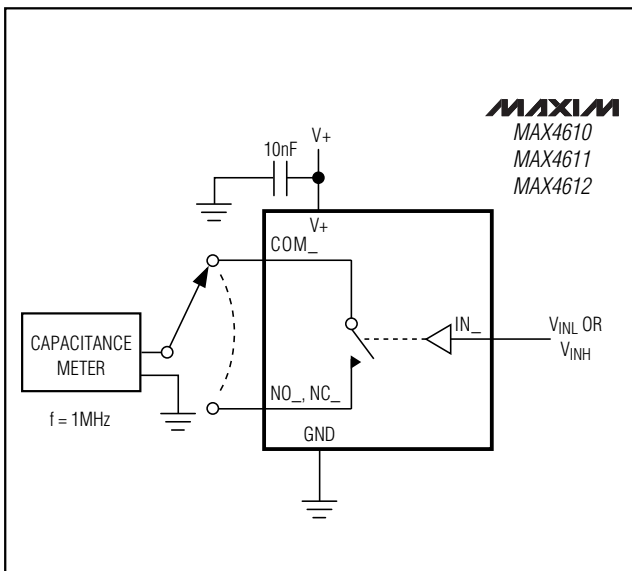 MAXIM
MAX4610
MAX4611
MAX4612
V+
10nF
V+
COM_
IN_
V_INL OR
V_INH
CAPACITANCE
METER
NO_, NC_
f = 1MHz
GND